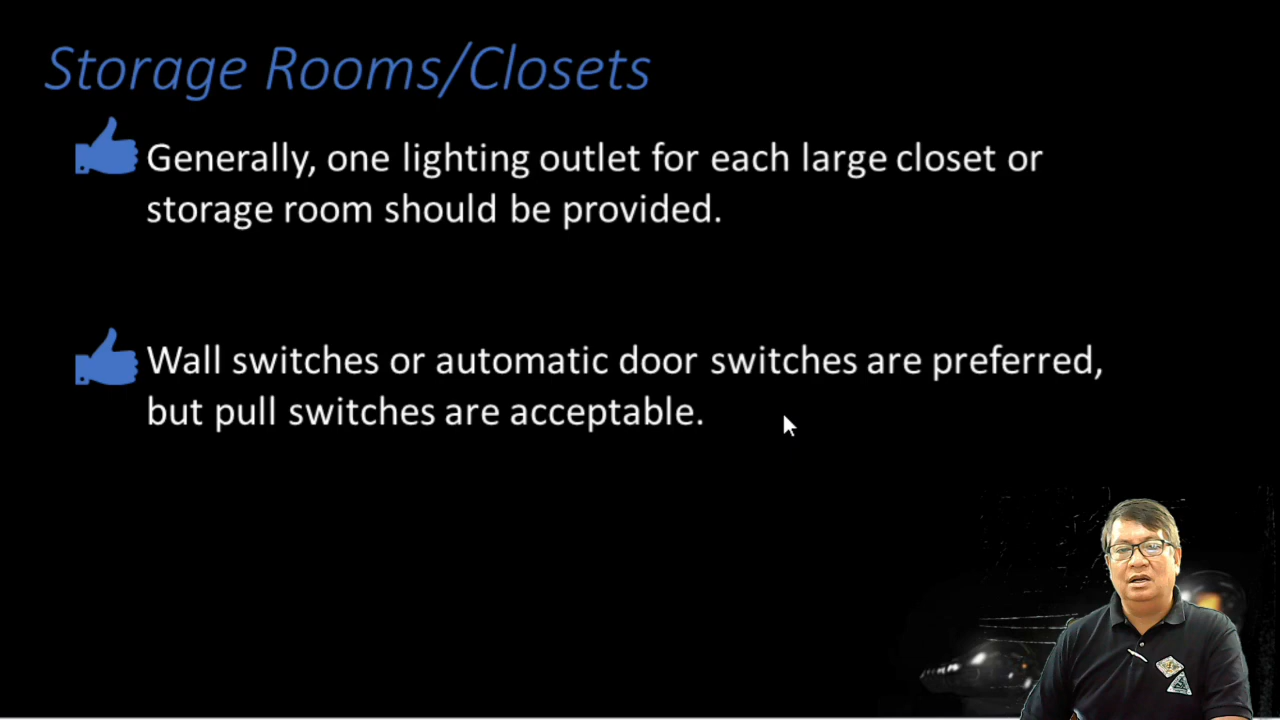 Storage Rooms/Closets
Generally, one lighting outlet for each large closet or
storage room should be provided.
Wall switches or automatic door switches are preferred,
but pull switches are acceptable.